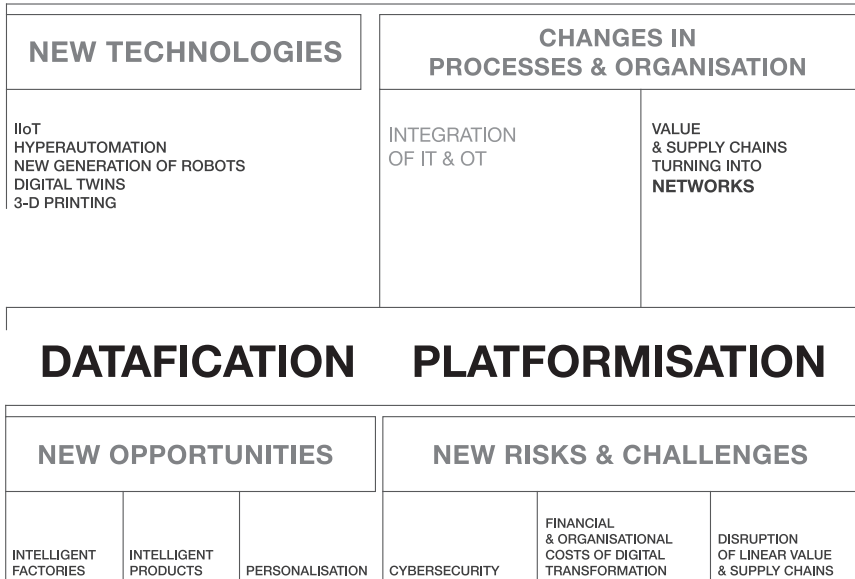 NEW TECHNOLOGIES
CHANGES IN
PROCESSES & ORGANISATION
IIoT
HYPERAUTOMATION
NEW GENERATION OF ROBOTS
DIGITAL TWINS
3-D PRINTING
INTEGRATION
OF IT & OT
VALUE
& SUPPLY CHAINS
TURNING INTO
NETWORKS
DATAFICATION
PLATFORMISATION
NEW OPPORTUNITIES
NEW RISKS & CHALLENGES
INTELLIGENT
FACTORIES
INTELLIGENT
PRODUCTS
PERSONALISATION
CYBERSECURITY
FINANCIAL
& ORGANISATIONAL
COSTS OF DIGITAL
TRANSFORMATION
DISRUPTION
OF LINEAR VALUE
& SUPPLY CHAINS